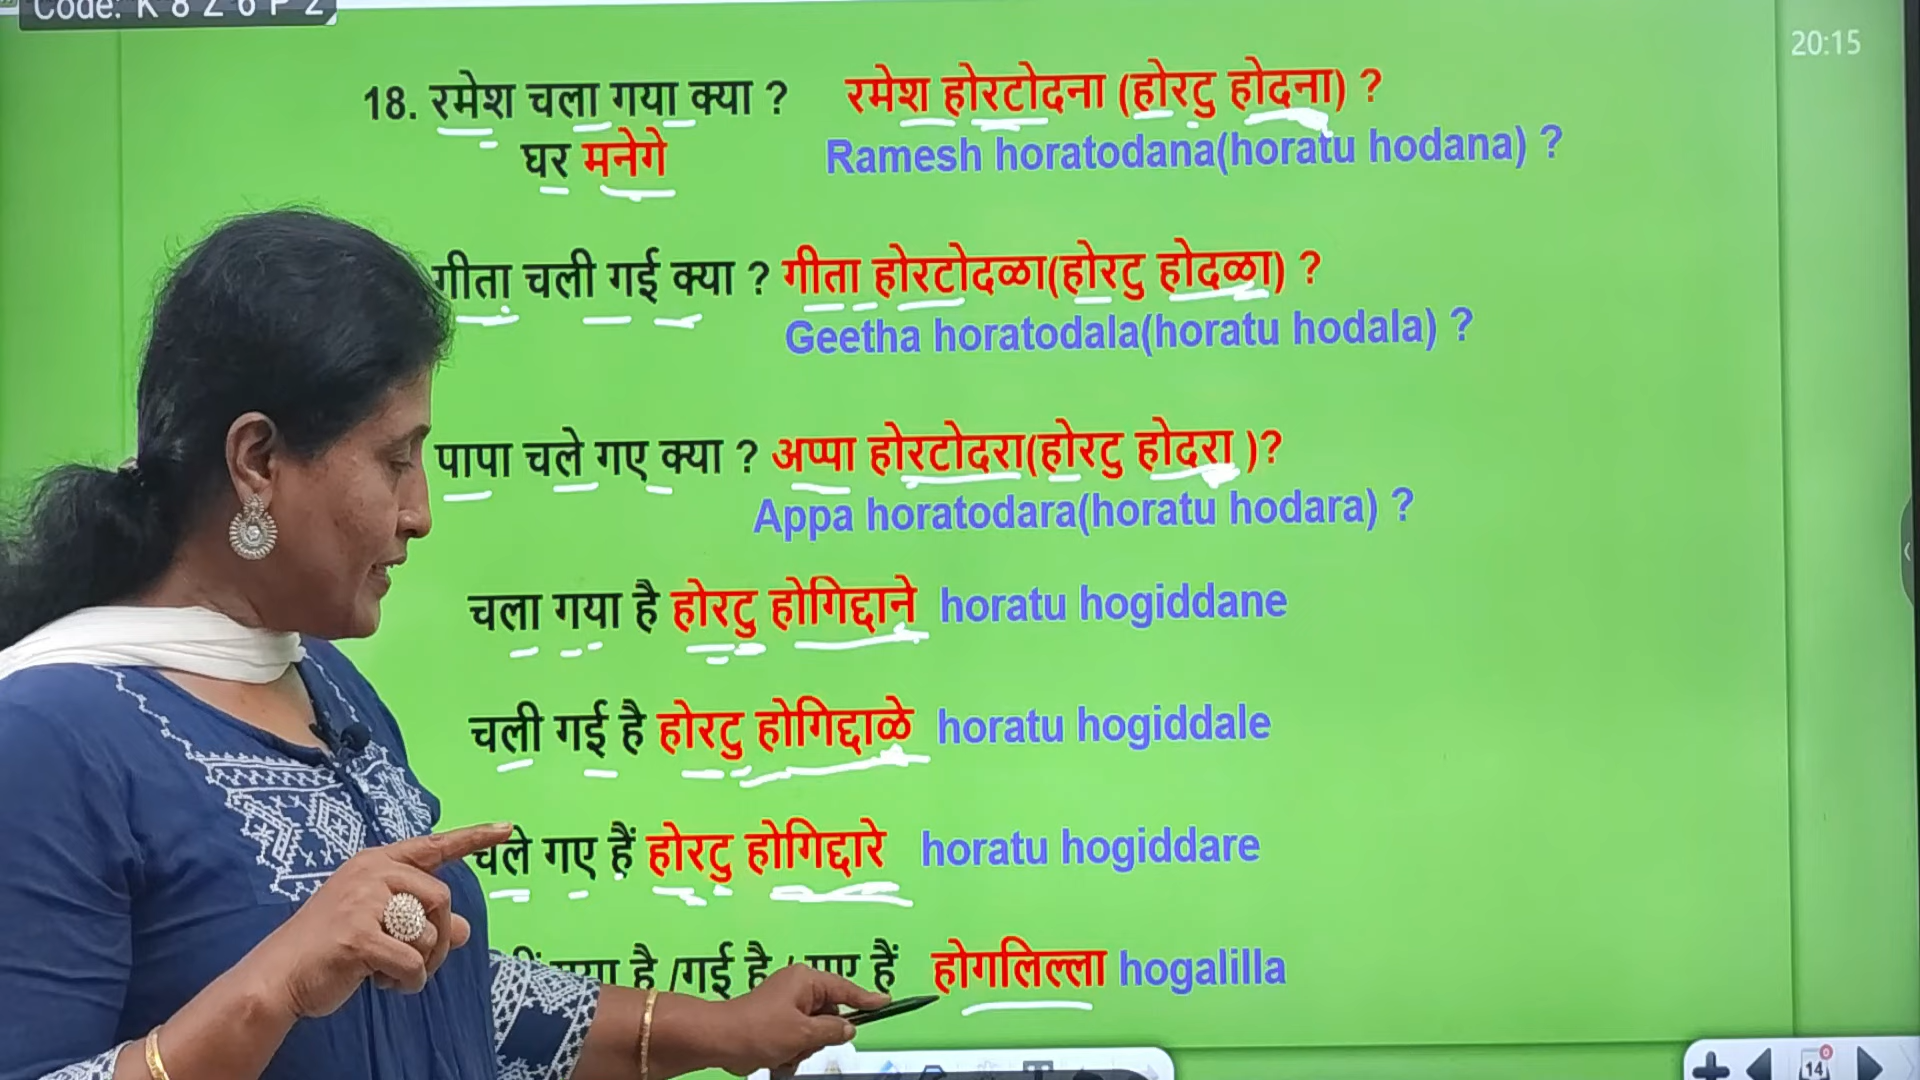 Code: K 8 Z 6 P 2
20:15
18. रमेश चला गया क्या ? रमेश होरटोदना (होरटु होदना) ?
घर मनेगे Ramesh horatodana(horatu hodana) ?
गीता चली गई क्या ? गीता होरटोदळा(होरटु होदळा) ?
Geetha horatodala(horatu hodala) ?
पापा चले गए क्या ? अप्पा होरटोदरा(होरटु होदरा )?
Appa horatodara(horatu hodara) ?
चला गया है होरटु होगिद्दाने horatu hogiddane
चली गई है होरटु होगिद्दाळे horatu hogiddale
चले गए हैं होरटु होगिद्दारे horatu hogiddare
है /गई है / गए हैं होगलिल्ला hogalilla
14